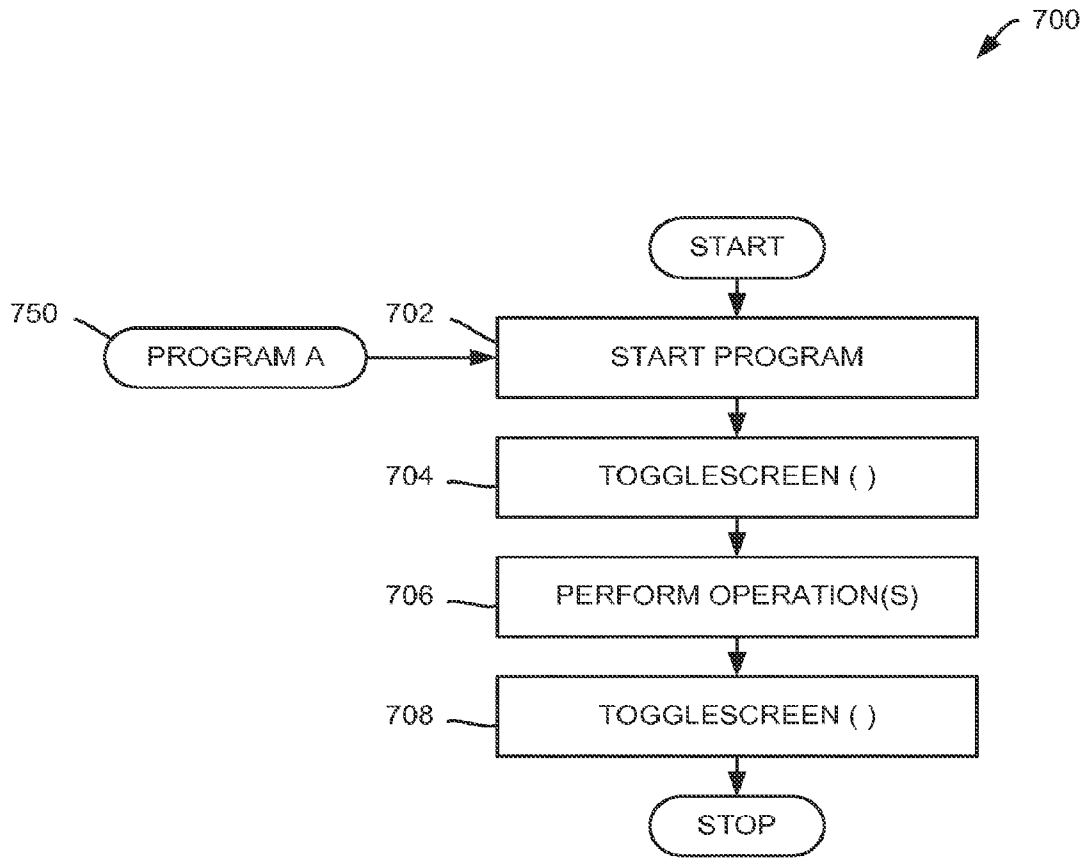 700
START
750
PROGRAM A
702
START PROGRAM
704
TOGGLESCREEN ( )
706
PERFORM OPERATION(S)
708
TOGGLESCREEN ( )
STOP